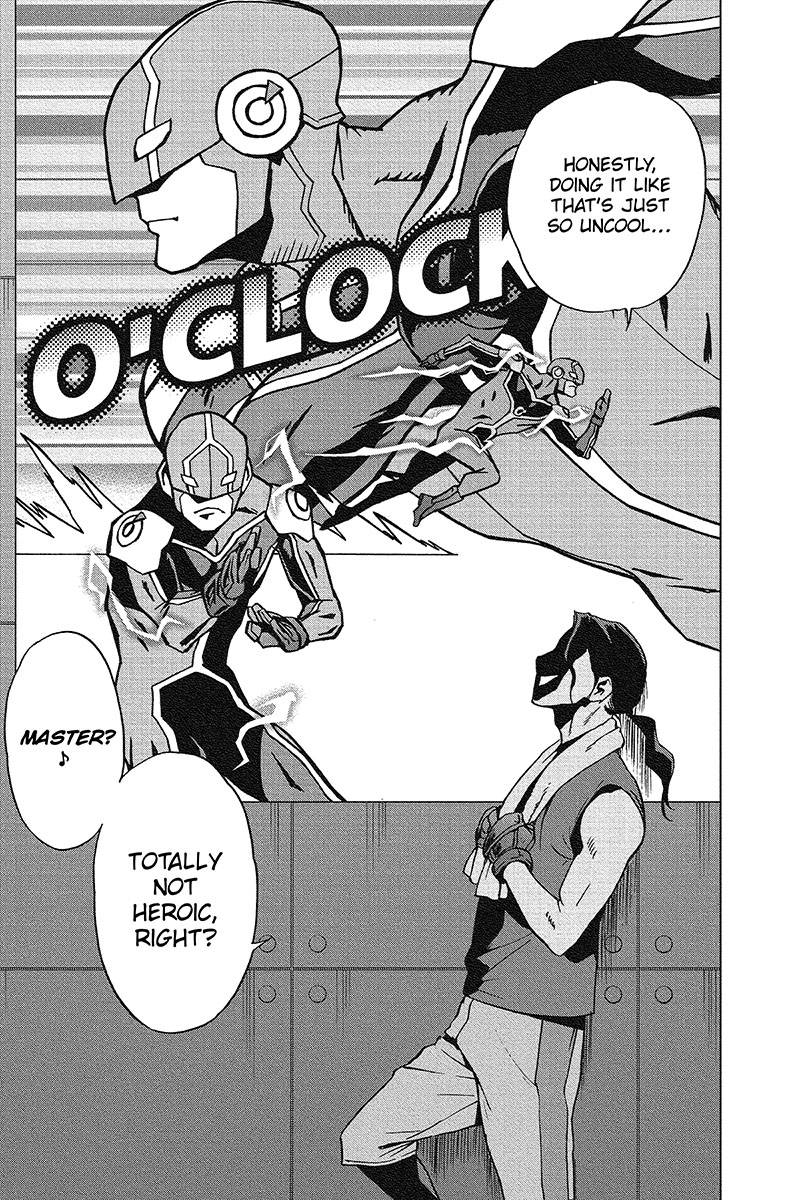 HONESTLY,
DOING IT LIKE
THAT'S JUST
SO UNCOOL...
O'CLOCK
MASTER?
♪
TOTALLY
NOT
HEROIC,
RIGHT?